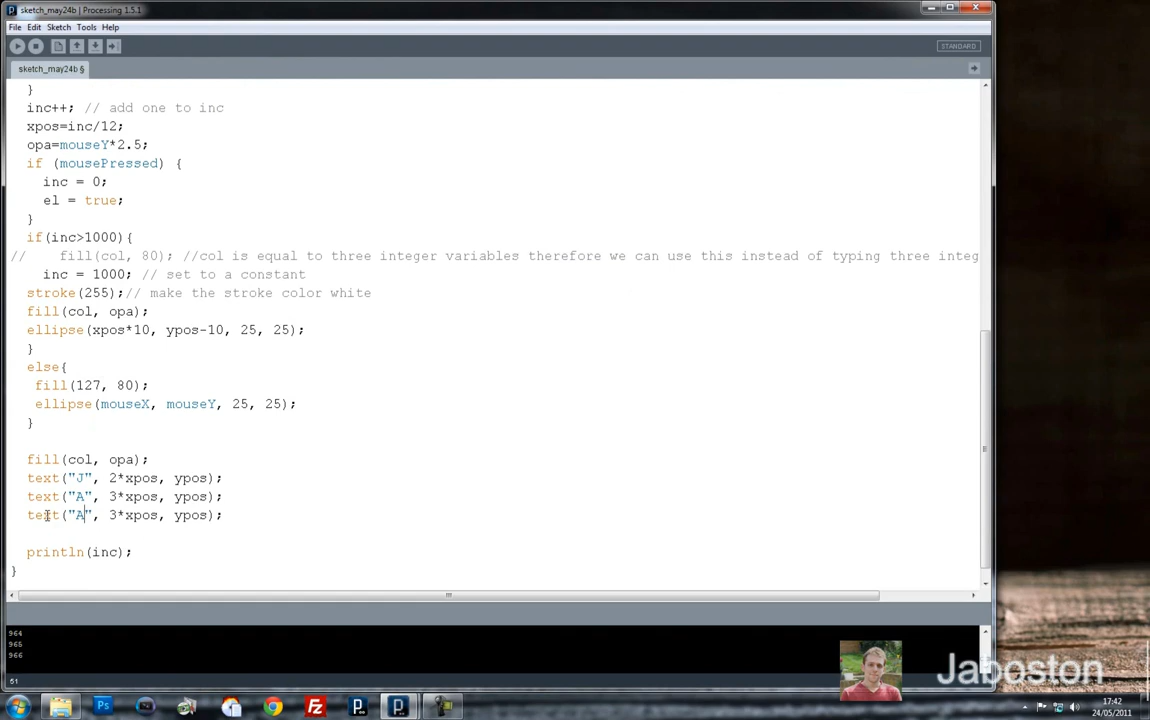 sketch_may24b | Processing 1.5.1
File Edit Sketch Tools Help
STANDARD
sketch_may24b §
}
inc++; // add one to inc
xpos=inc/12;
opa=mouseY*2.5;
if (mousePressed) {
inc = 0;
el = true;
}
if(inc>1000){
// fill(col, 80); //col is equal to three integer variables therefore we can use this instead of typing three integ
inc = 1000; // set to a constant
stroke(255);// make the stroke color white
fill(col, opa);
ellipse(xpos*10, ypos-10, 25, 25);
}
else{
fill(127, 80);
ellipse(mouseX, mouseY, 25, 25);
}
fill(col, opa);
text("J", 2*xpos, ypos);
text("A", 3*xpos, ypos);
text("A", 3*xpos, ypos);
println(inc);
}
964
965
966
Jaboston
51
Ps
Fz
P
P
17:42
24/05/2011